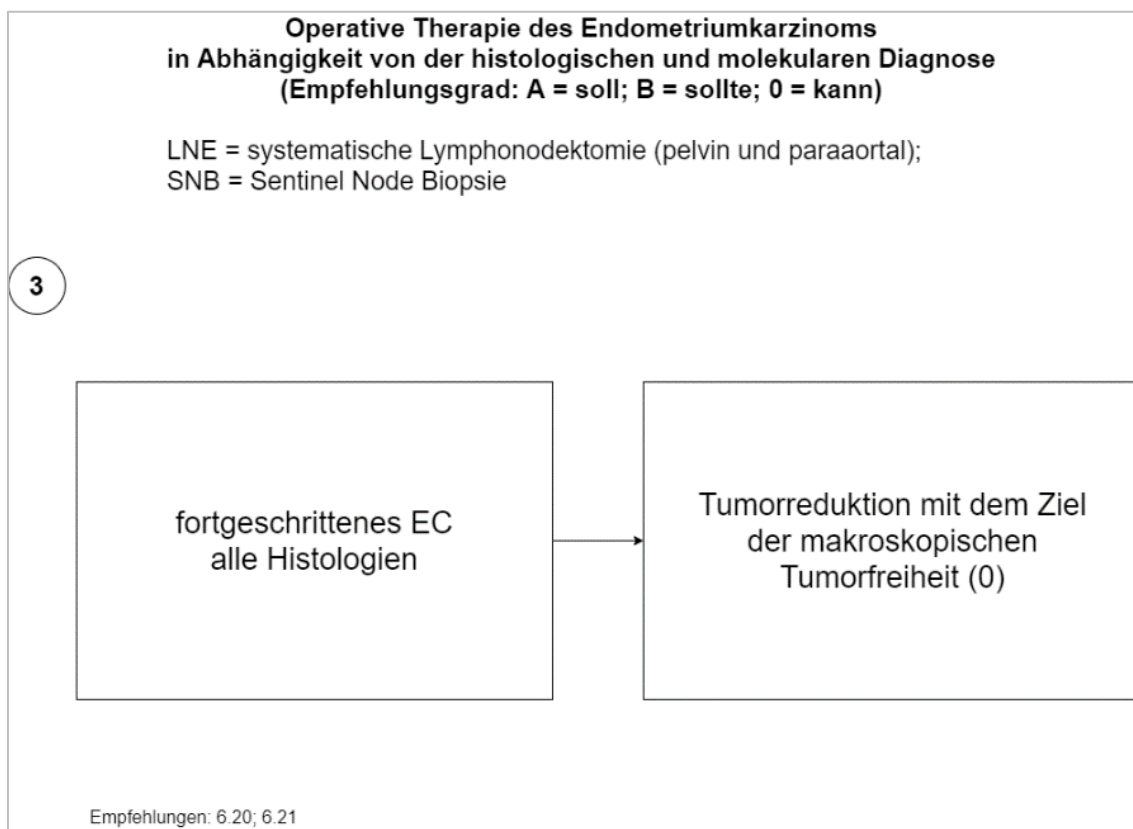 Operative Therapie des Endometriumkarzinoms
in Abhängigkeit von der histologischen und molekularen Diagnose
(Empfehlungsgrad: A = soll; B = sollte; 0 = kann)
LNE = systematische Lymphonodektomie (pelvin und paraaortal);
SNB = Sentinel Node Biopsie
3
fortgeschrittenes EC
alle Histologien
Tumorreduktion mit dem Ziel
der makroskopischen
Tumorfreiheit (0)
Empfehlungen: 6.20; 6.21